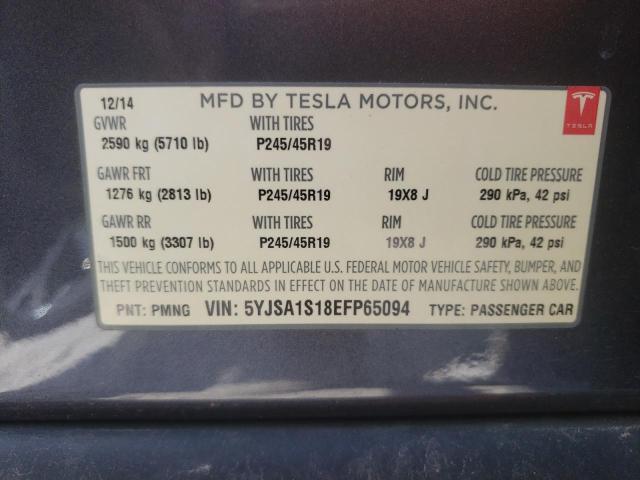 12/14 MFD BY TESLA MOTORS, INC.
TESLA
GVWR WITH TIRES
2590 kg (5710 lb) P245/45R19
GAWR FRT WITH TIRES RIM COLD TIRE PRESSURE
1276 kg (2813 lb) P245/45R19 19X8 J 290 kPa, 42 psi
GAWR RR WITH TIRES RIM COLD TIRE PRESSURE
1500 kg (3307 lb) P245/45R19 19X8 J 290 kPa, 42 psi
THIS VEHICLE CONFORMS TO ALL APPLICABLE U.S. FEDERAL MOTOR VEHICLE SAFETY, BUMPER, AND
THEFT PREVENTION STANDARDS IN EFFECT ON THE DATE OF MANUFACTURE SHOWN ABOVE.
PNT: PMNG VIN: 5YJSA1S18EFP65094 TYPE: PASSENGER CAR